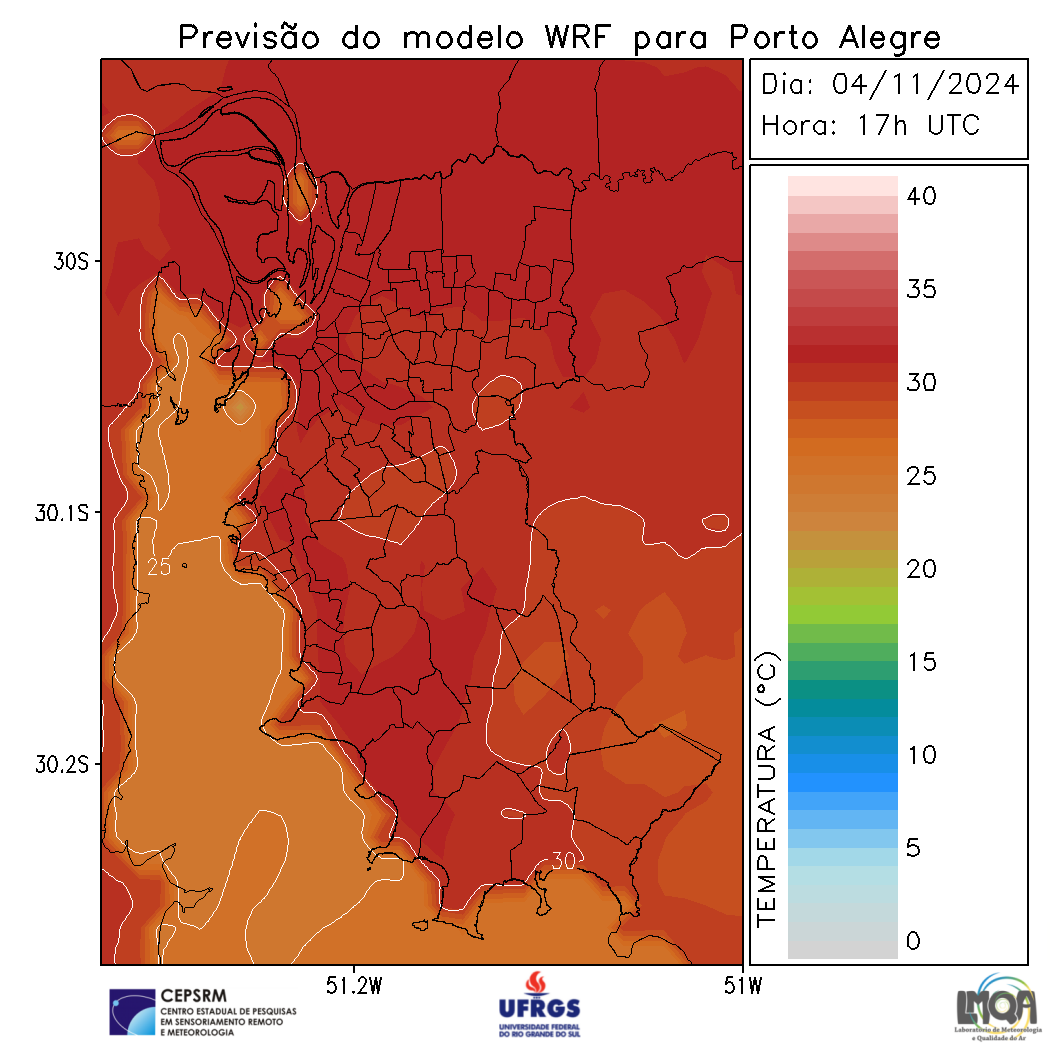 Previsão do modelo WRF para Porto Alegre
Dia: 04/11/2024
Hora: 17h UTC
40
35
30
25
20
15
10
5
0
TEMPERATURA (°C)
30S
30.1S
30.2S
25
30
51.2W
51W
CEPSRM
CENTRO ESTADUAL DE PESQUISAS
EM SENSORIAMENTO REMOTO
E METEOROLOGIA
UFRGS
UNIVERSIDADE FEDERAL
DO RIO GRANDE DO SUL
LMQA
Laboratório de Meteorologia
e Qualidade do Ar